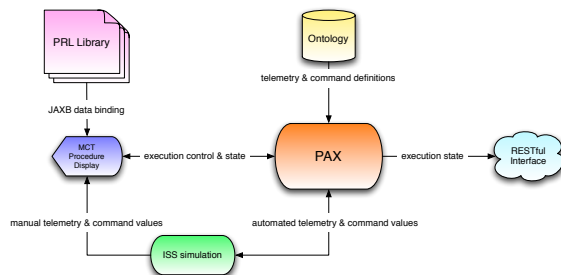 PRL Library
Ontology
telemetry & command definitions
JAXB data binding
MCT
Procedure
Display
execution control & state
PAX
execution state
RESTful
Interface
manual telemetry & command values
automated telemetry & command values
ISS simulation